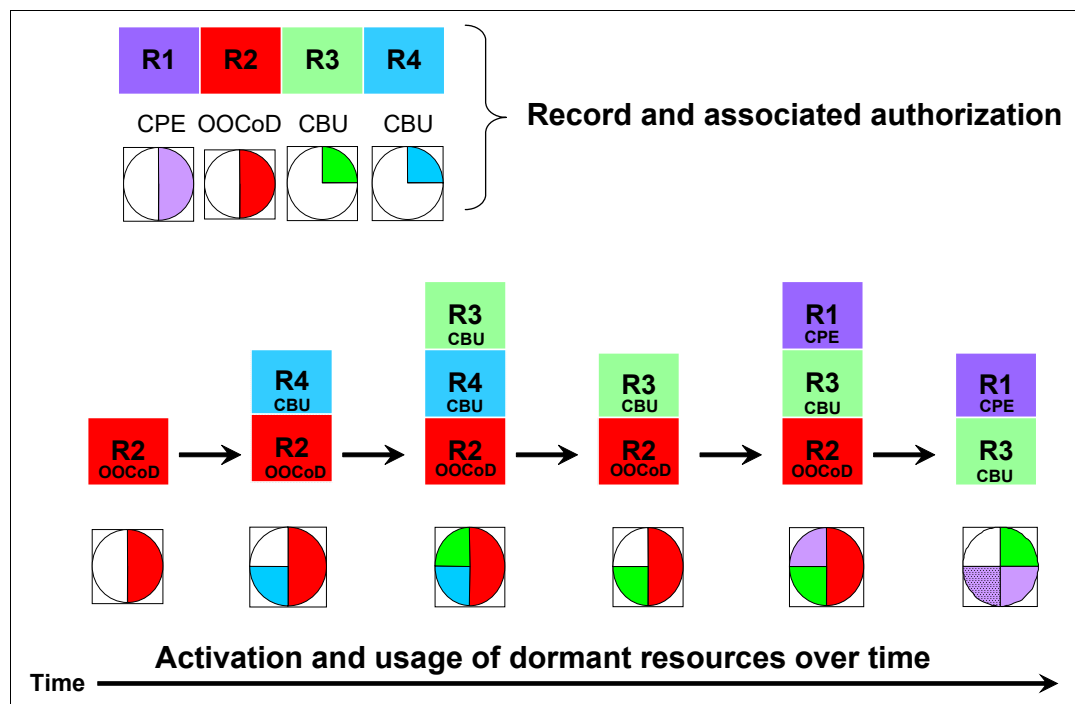 R1 R2 R3 R4
CPE OOCoD CBU CBU
Record and associated authorization
R2
OOCoD
R4
CBU
R2
OOCoD
R3
CBU
R4
CBU
R2
OOCoD
R3
CBU
R2
OOCoD
R1
CPE
R3
CBU
R2
OOCoD
R1
CPE
R3
CBU
Activation and usage of dormant resources over time
Time